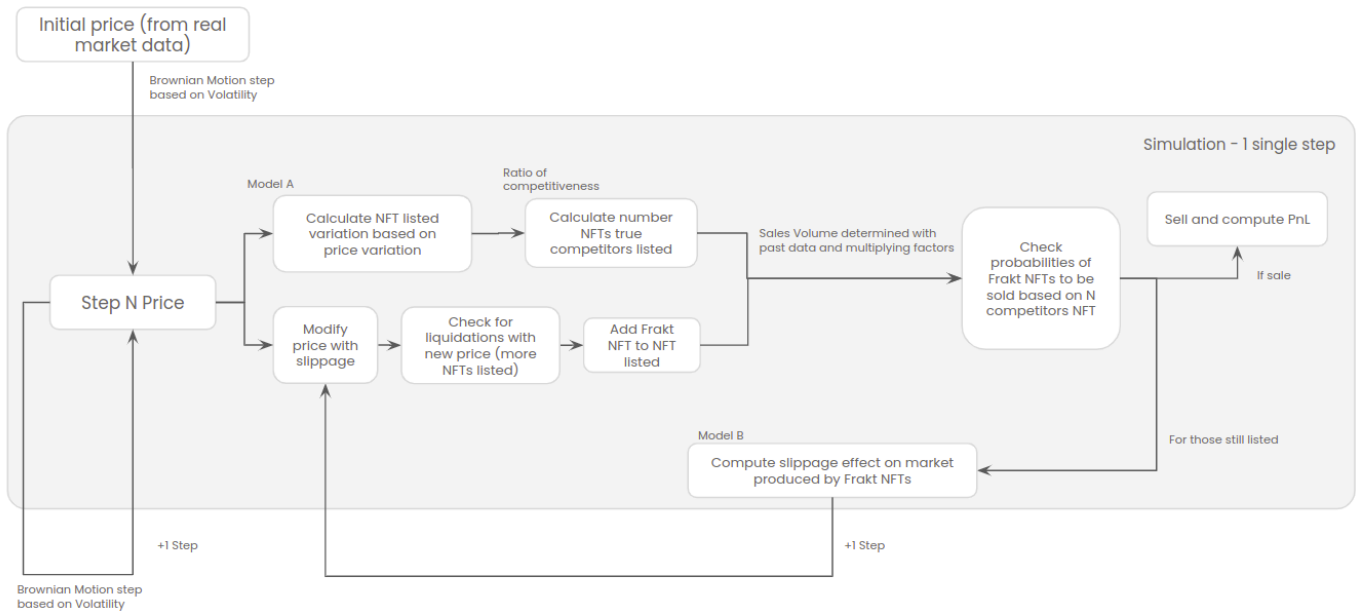 Initial price (from real
market data)
Brownian Motion step
based on Volatility
Simulation - 1 single step
Model A
Calculate NFT listed
variation based on
price variation
Ratio of
competitiveness
Calculate number
NFTs true
competitors listed
Sales Volume determined with
past data and multiplying factors
Check
probabilities of
Frakt NFTs to be
sold based on N
competitors NFT
Sell and compute PnL
If sale
Step N Price
Modify
price with
slippage
Check for
liquidations with
new price (more
NFTs listed)
Add Frakt
NFT to NFT
listed
For those still listed
Model B
Compute slippage effect on market
produced by Frakt NFTs
+1 Step
+1 Step
Brownian Motion step
based on Volatility